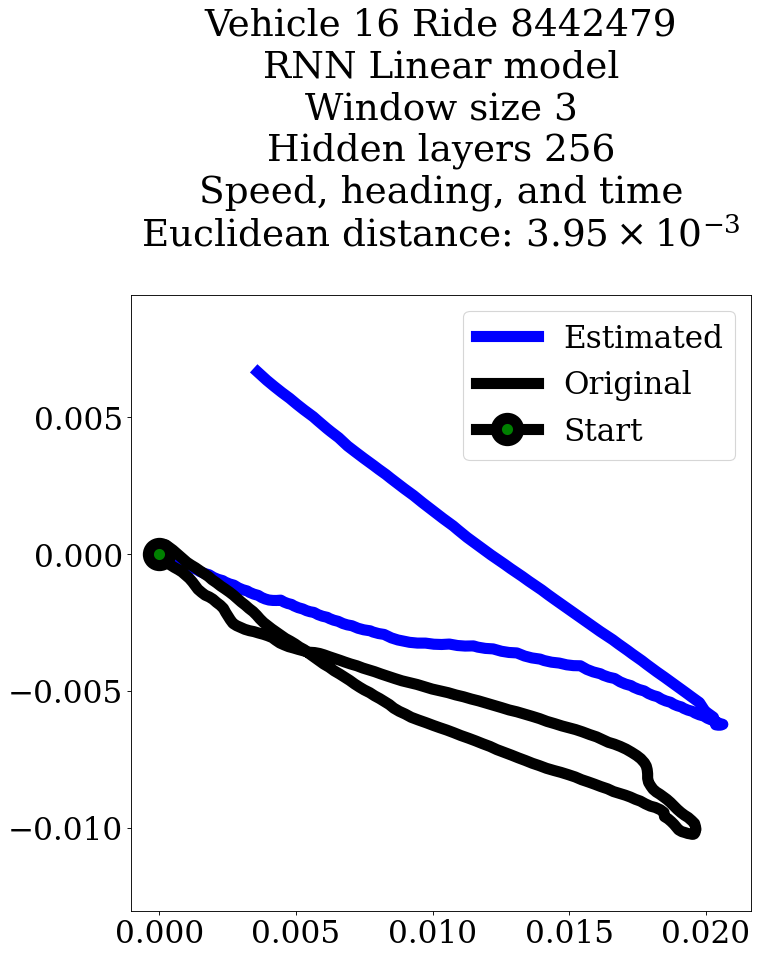 Vehicle 16 Ride 8442479
RNN Linear model
Window size 3
Hidden layers 256
Speed, heading, and time
Euclidean distance: 3.95 × 10⁻³
Estimated
Original
Start
0.005
0.000
−0.005
−0.010
0.000 0.005 0.010 0.015 0.020